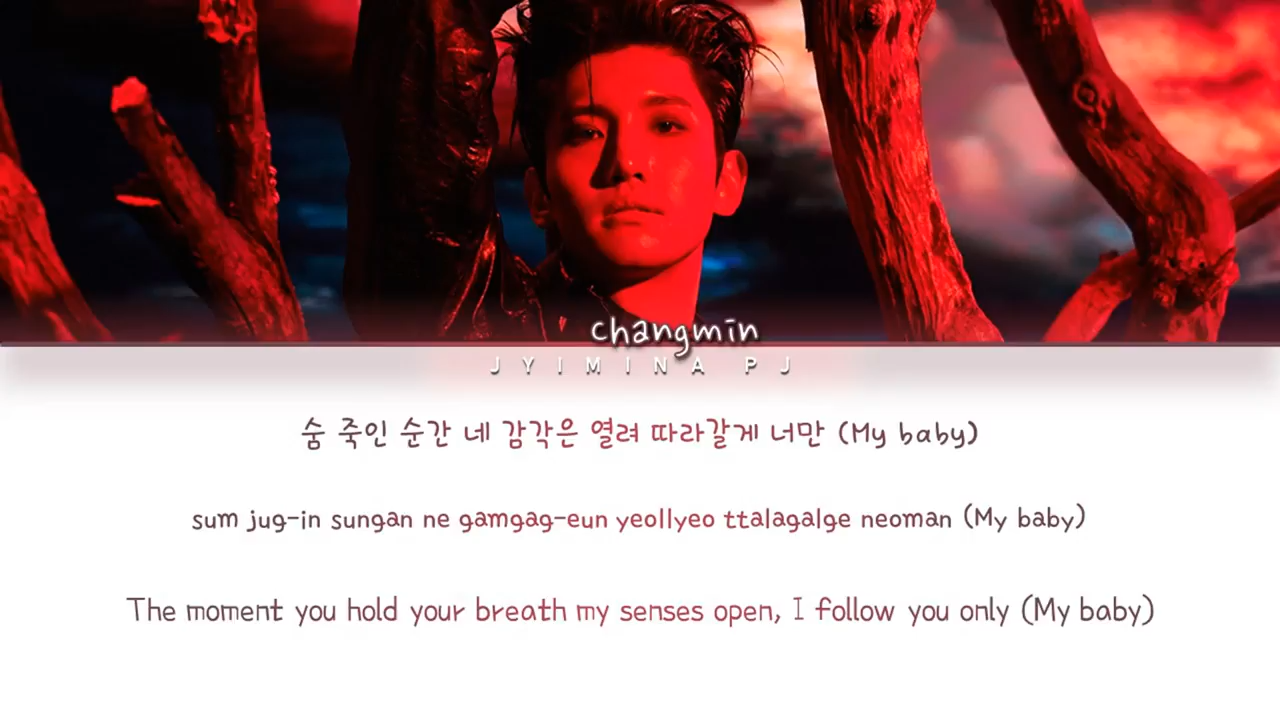 changmin
JYIMINA PJ
숨 죽인 순간 네 감각은 열려 따라갈게 너만 (My baby)
sum jug-in sungan ne gamgag-eun yeollyeo ttalagalge neoman (My baby)
The moment you hold your breath my senses open, I follow you only (My baby)